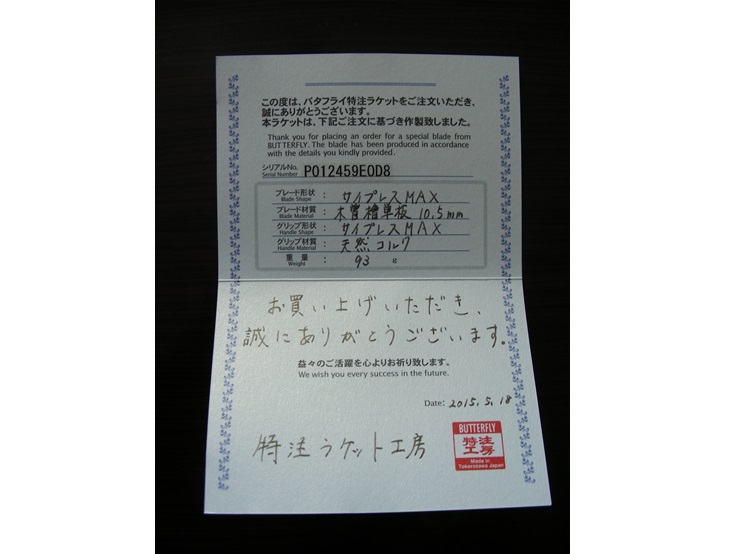 この度は、バタフライ特注ラケットをご注文いただき、
誠にありがとうございます。
本ラケットは、下記ご注文に基づき作製致しました。
Thank you for placing an order for a special blade from
BUTTERFLY. The blade has been produced in accordance
with the details you kindly provided.
シリアルNo.
Serial Number P012459E0D8
ブレード形状 : サイプレスMAX
Blade Shape
ブレード材質 : 木質檜単板 10.5mm
Blade Material
グリップ形状 : サイプレスMAX
Handle Shape
グリップ材質 : 天然コルク
Handle Material
重量 : 93 g
Weight
お買い上げいただき、
誠にありがとうございます。
益々のご活躍を心よりお祈り致します。
We wish you every success in the future.
Date: 2015.5.18
特注ラケット工房
BUTTERFLY
特注
工房
Made in
Tokorozawa Japan